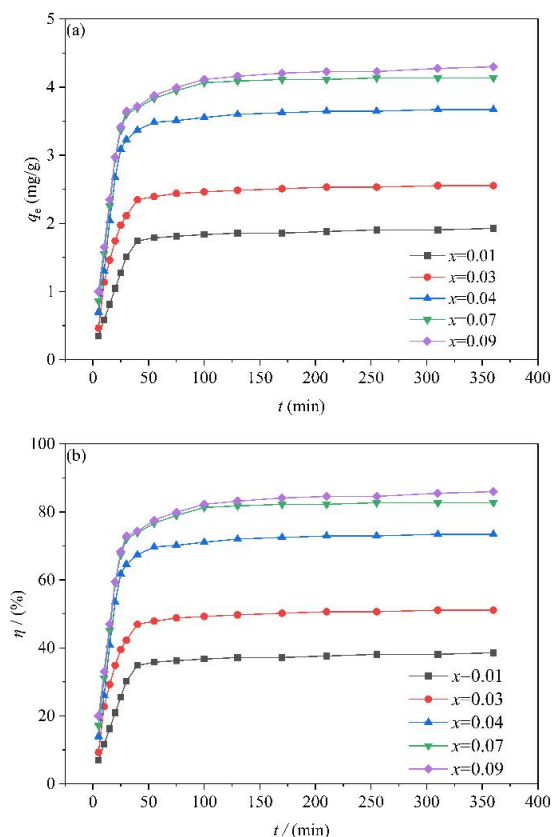 (a)
5
4
3
2
1
0
qe (mg/g)
x=0.01
x=0.03
x=0.04
x=0.07
x=0.09
0 50 100 150 200 250 300 350 400
t (min)
(b)
100
80
60
40
20
0
η / (%)
x=0.01
x=0.03
x=0.04
x=0.07
x=0.09
0 50 100 150 200 250 300 350 400
t / (min)